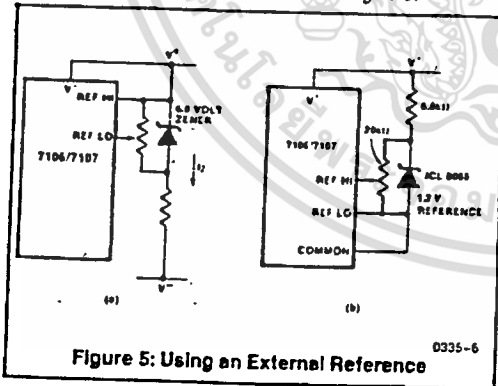 V⁺
V⁺
REF HI
6.8 VOLT
ZENER
REF LO
7106/7107
I_Z
V⁻
(a)
V⁺
V⁺
6.8kΩ
20kΩ
7106/7107
REF HI
ICL 8069
1.2 V
REFERENCE
REF LO
COMMON
(b)
0335-6
Figure 5: Using an External Reference